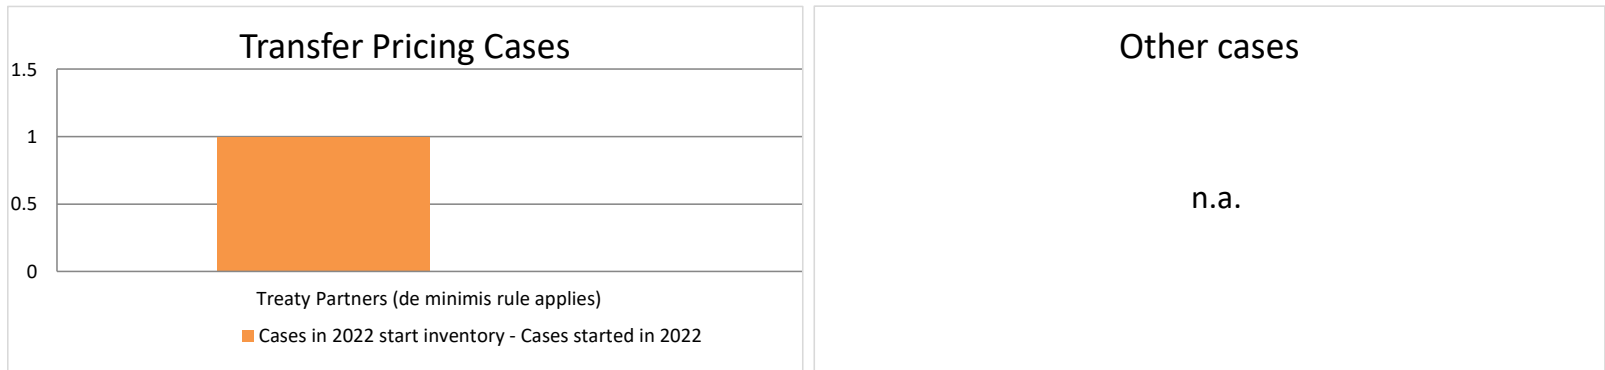 Transfer Pricing Cases
1.5
1
0.5
0
Treaty Partners (de minimis rule applies)
Cases in 2022 start inventory - Cases started in 2022
Other cases
n.a.